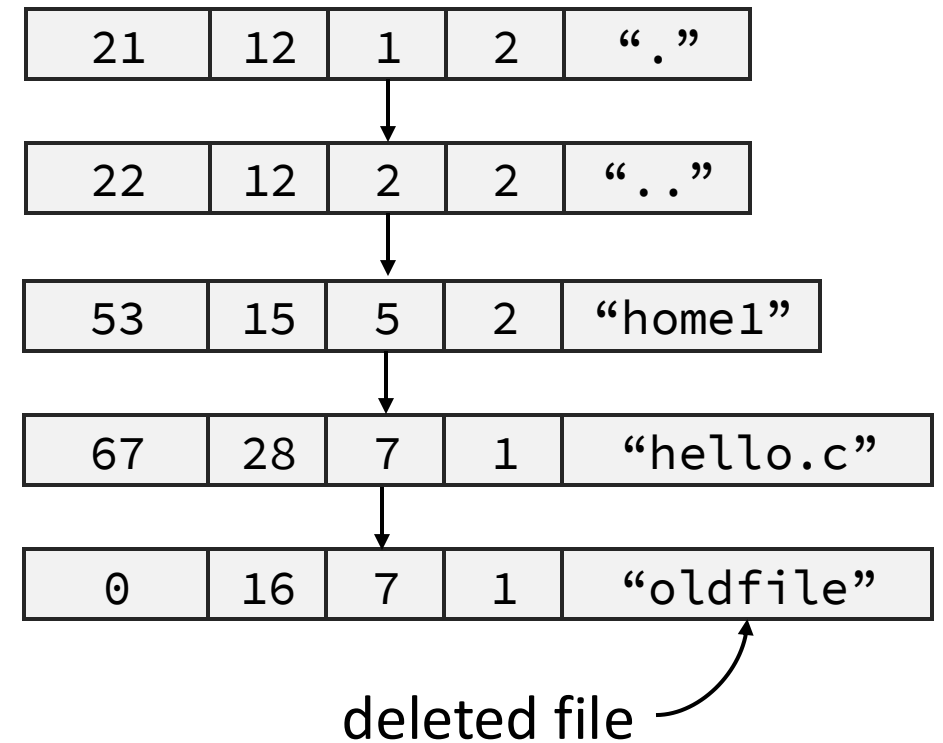 21 12 1 2 “.”
22 12 2 2 “..”
53 15 5 2 “home1”
67 28 7 1 “hello.c”
0 16 7 1 “oldfile”
deleted file